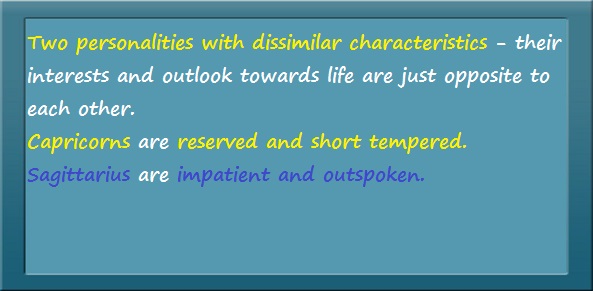 Two personalities with dissimilar characteristics - their
interests and outlook towards life are just opposite to
each other.
Capricorns are reserved and short tempered.
Sagittarius are impatient and outspoken.